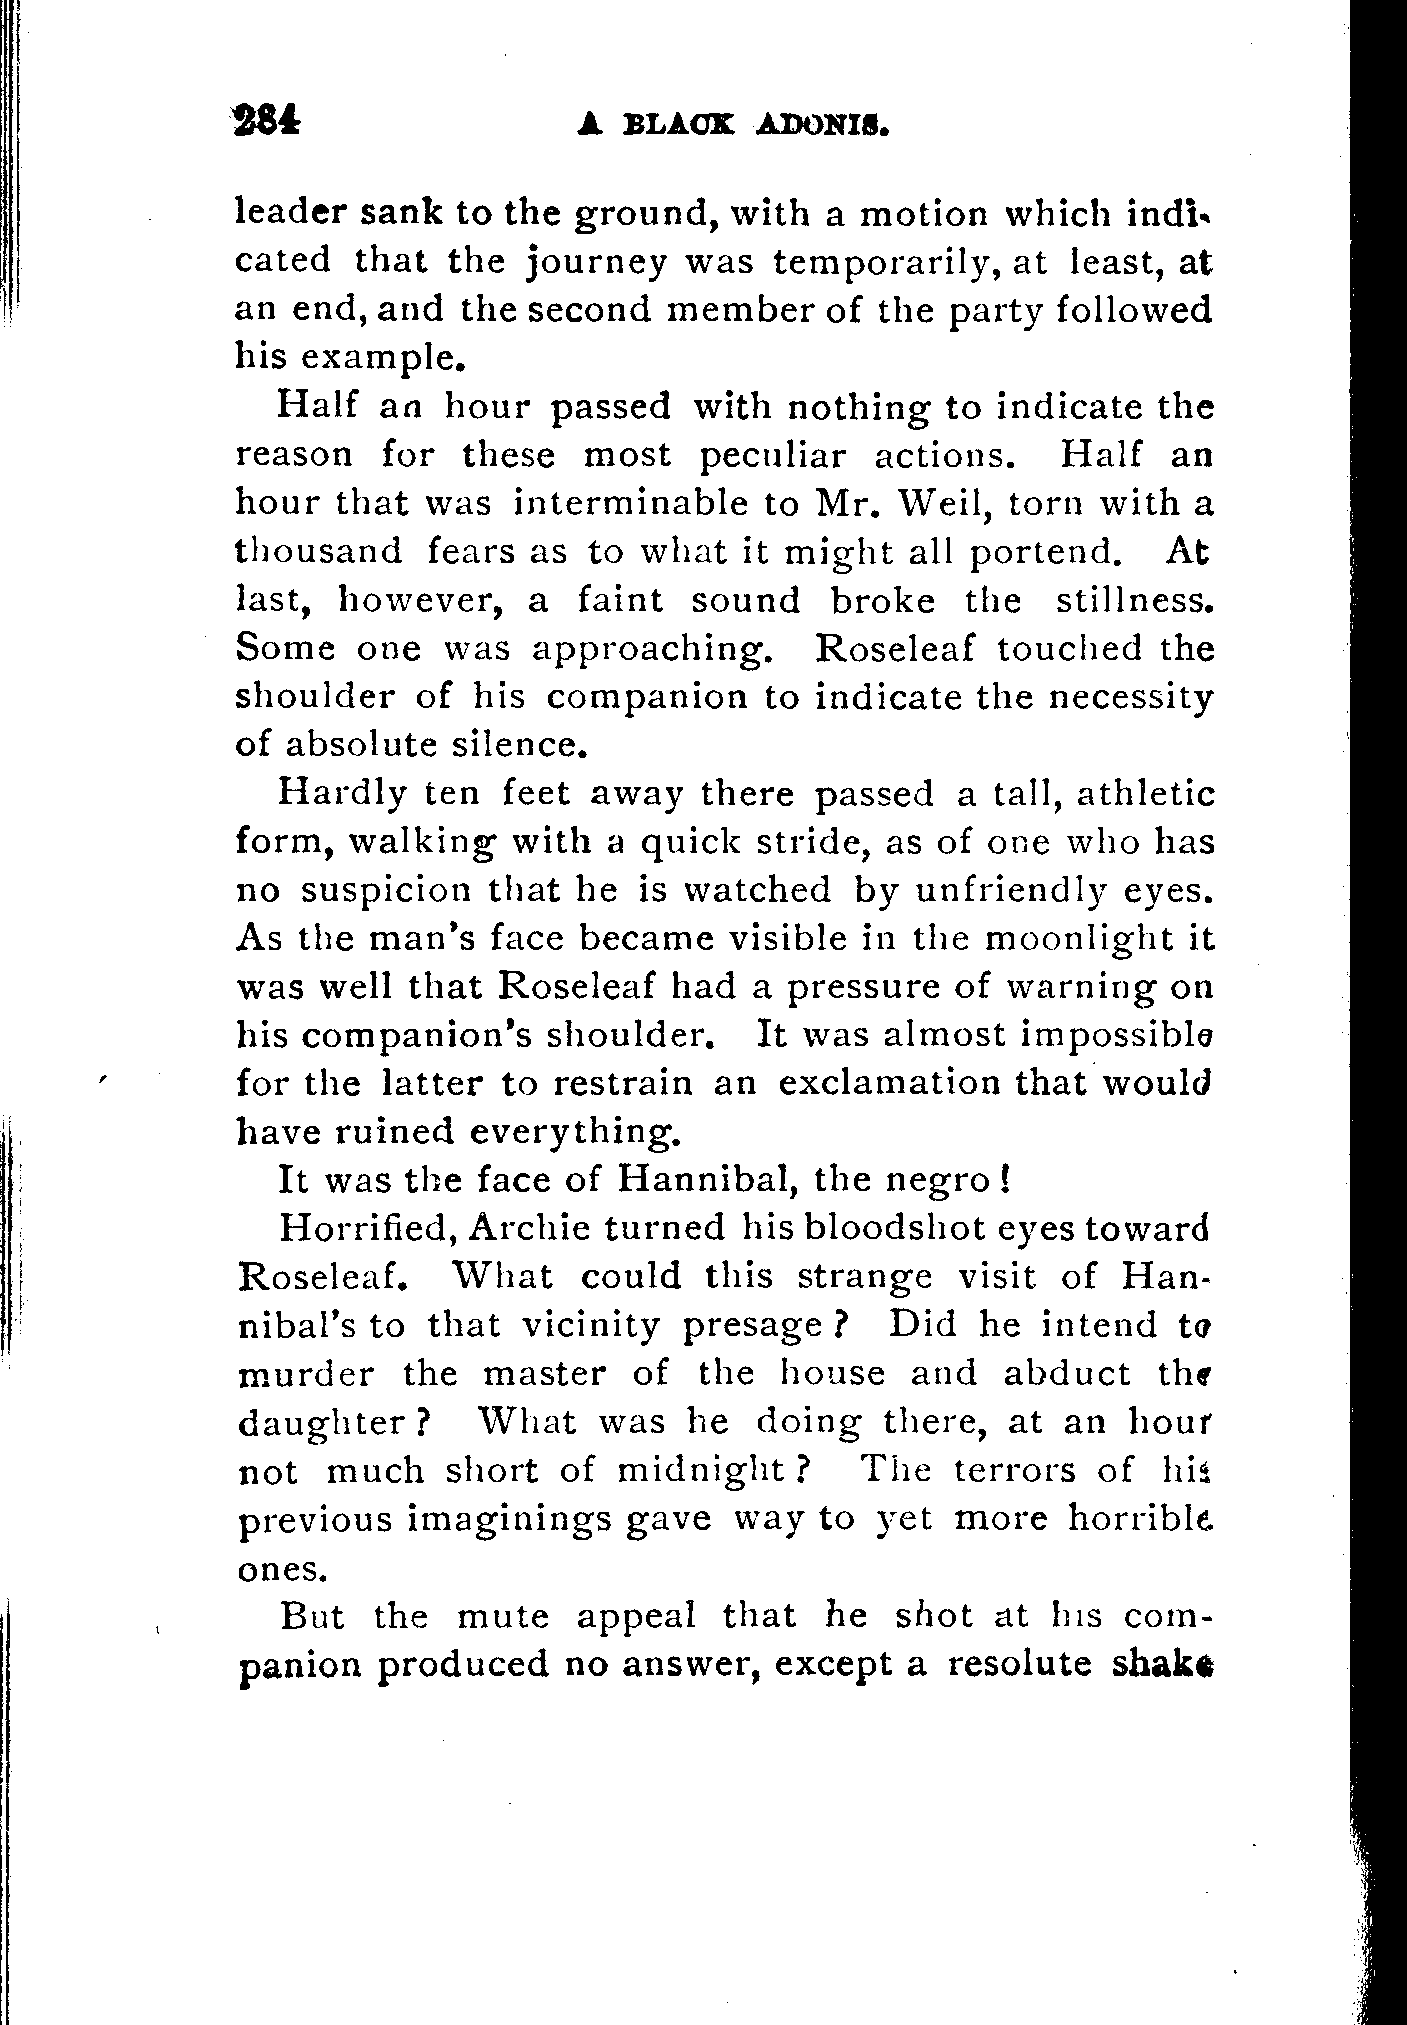 284 A BLACK ADONIS.
leader sank to the ground, with a motion which indi-
cated that the journey was temporarily, at least, at
an end, and the second member of the party followed
his example.
Half an hour passed with nothing to indicate the
reason for these most peculiar actions. Half an
hour that was interminable to Mr. Weil, torn with a
thousand fears as to what it might all portend. At
last, however, a faint sound broke the stillness.
Some one was approaching. Roseleaf touched the
shoulder of his companion to indicate the necessity
of absolute silence.
Hardly ten feet away there passed a tall, athletic
form, walking with a quick stride, as of one who has
no suspicion that he is watched by unfriendly eyes.
As the man's face became visible in the moonlight it
was well that Roseleaf had a pressure of warning on
his companion's shoulder. It was almost impossible
for the latter to restrain an exclamation that would
have ruined everything.
It was the face of Hannibal, the negro!
Horrified, Archie turned his bloodshot eyes toward
Roseleaf. What could this strange visit of Han-
nibal's to that vicinity presage? Did he intend to
murder the master of the house and abduct the
daughter? What was he doing there, at an hour
not much short of midnight? The terrors of his
previous imaginings gave way to yet more horrible
ones.
But the mute appeal that he shot at his com-
panion produced no answer, except a resolute shake